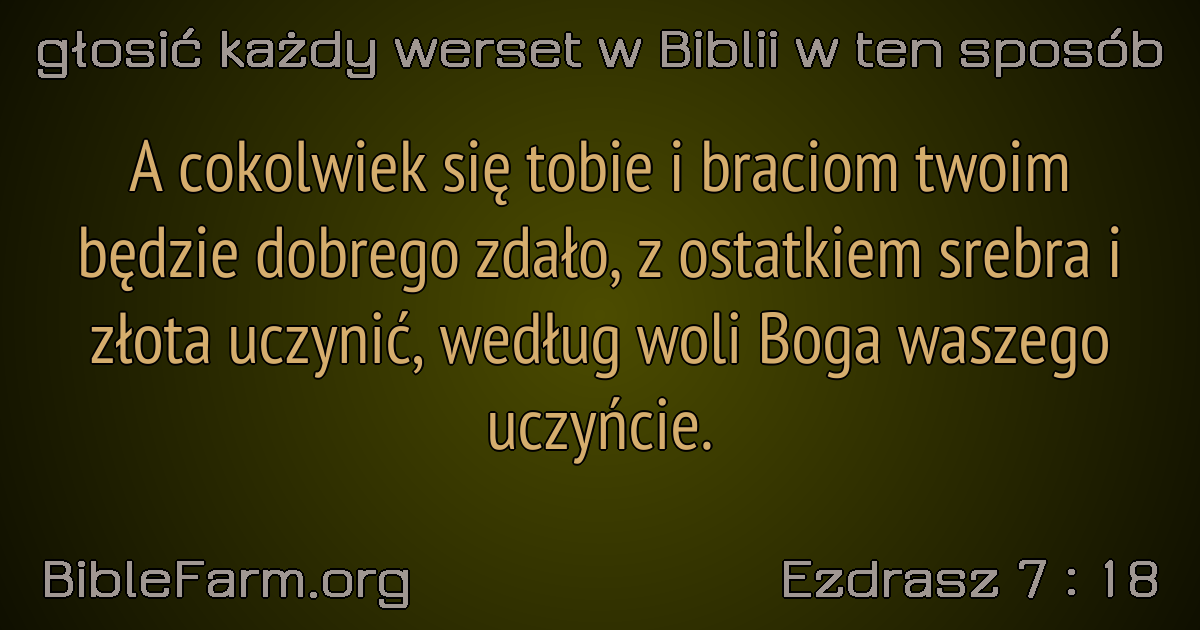 głosić każdy werset w Biblii w ten sposób
A cokolwiek się tobie i braciom twoim
będzie dobrego zdało, z ostatkiem srebra i
złota uczynić, według woli Boga waszego
uczyńcie.
BibleFarm.org
Ezdrasz 7 : 18